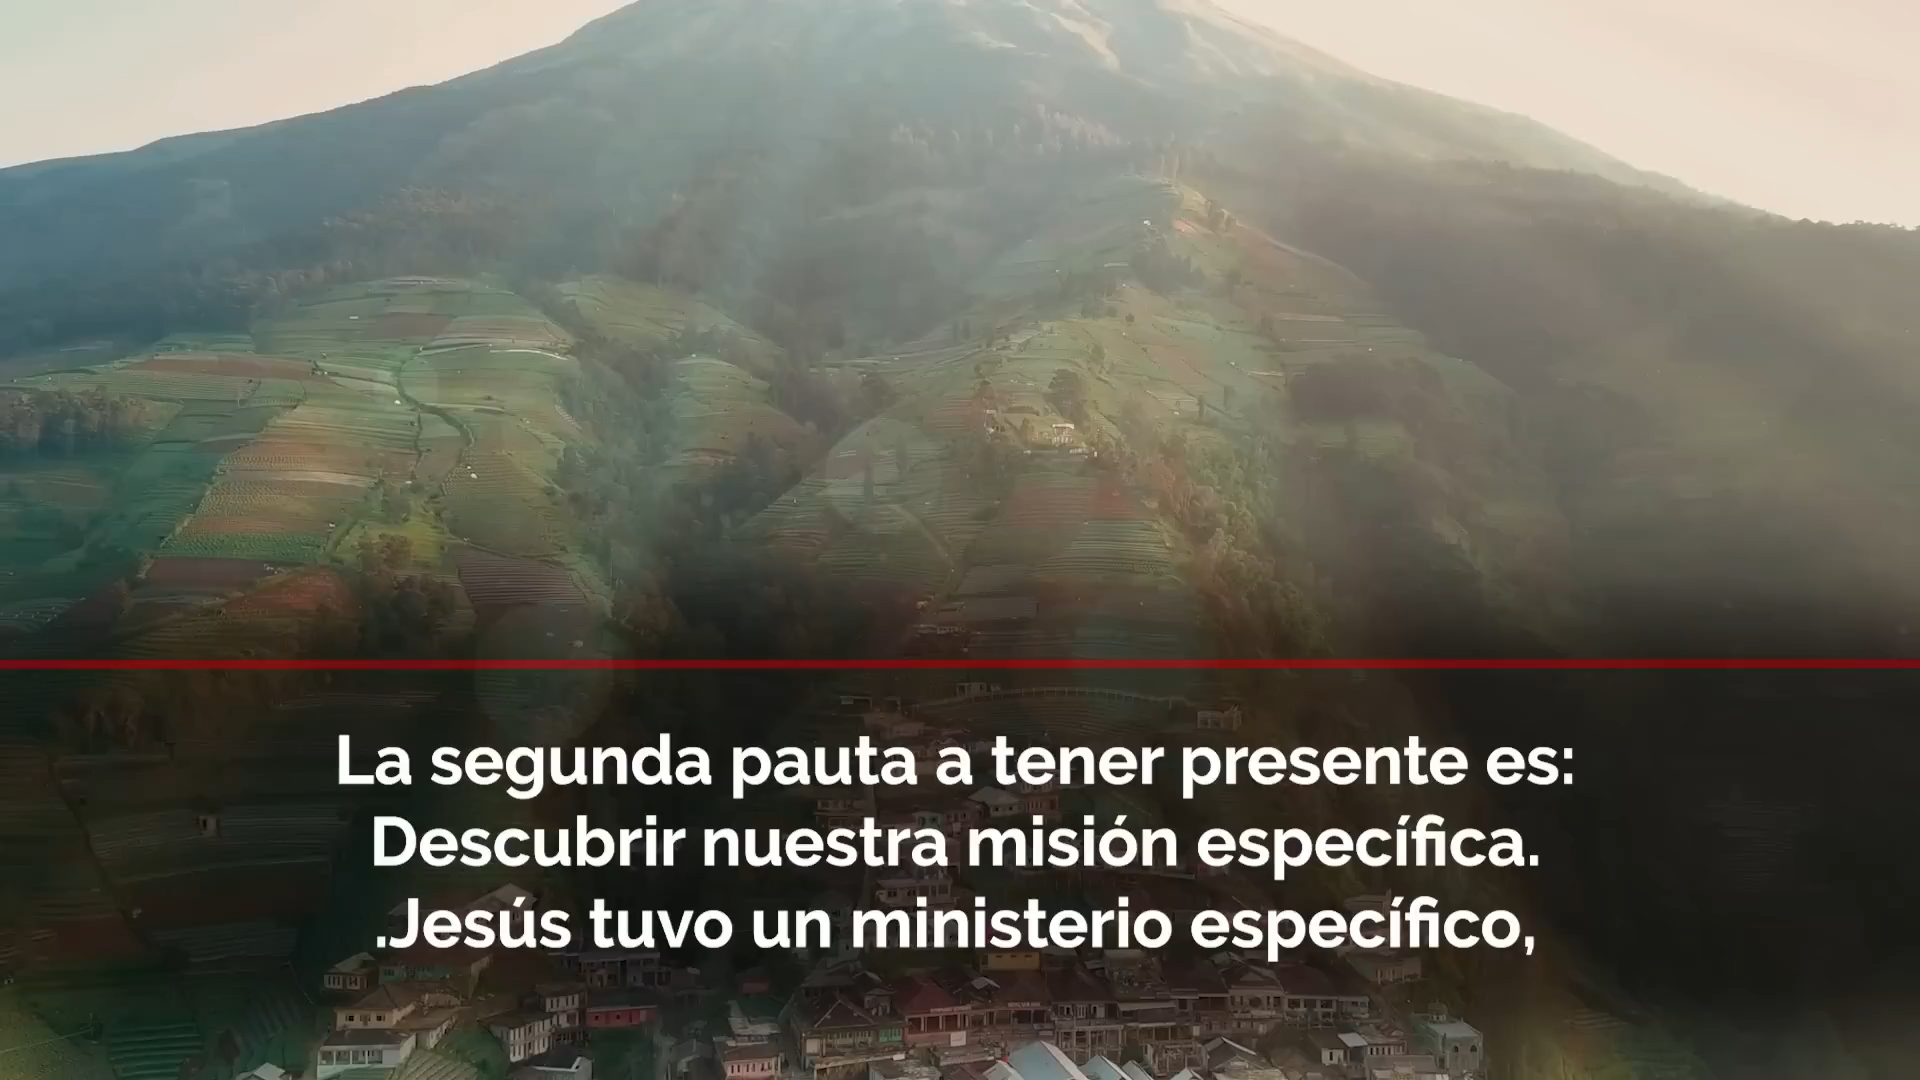 La segunda pauta a tener presente es:
Descubrir nuestra misión específica.
.Jesús tuvo un ministerio específico,